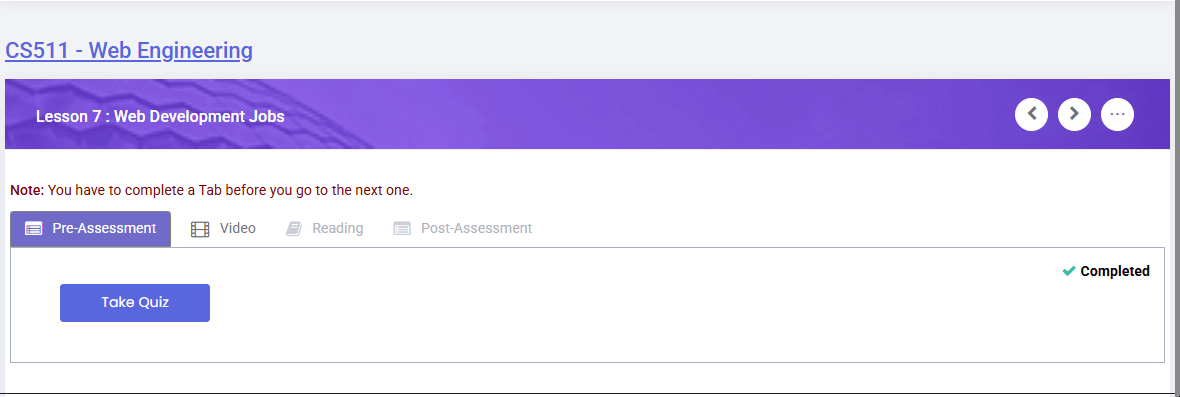 CS511 - Web Engineering
Lesson 7 : Web Development Jobs
Note: You have to complete a Tab before you go to the next one.
Pre-Assessment Video Reading Post-Assessment
Completed
Take Quiz